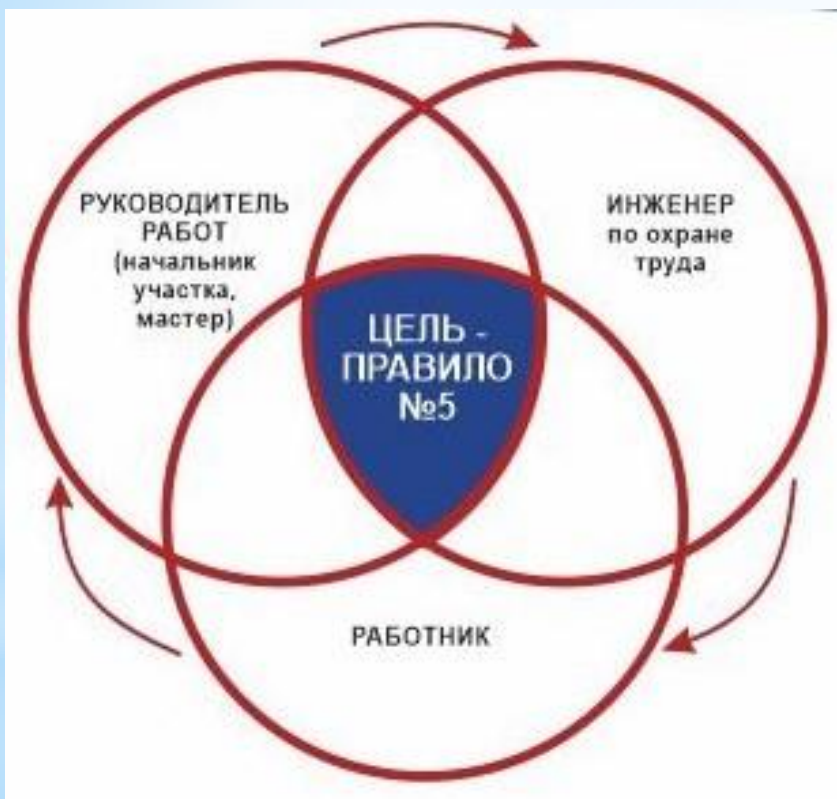 РУКОВОДИТЕЛЬ
РАБОТ
(начальник
участка,
мастер)
ИНЖЕНЕР
по охране
труда
ЦЕЛЬ -
ПРАВИЛО
№5
РАБОТНИК